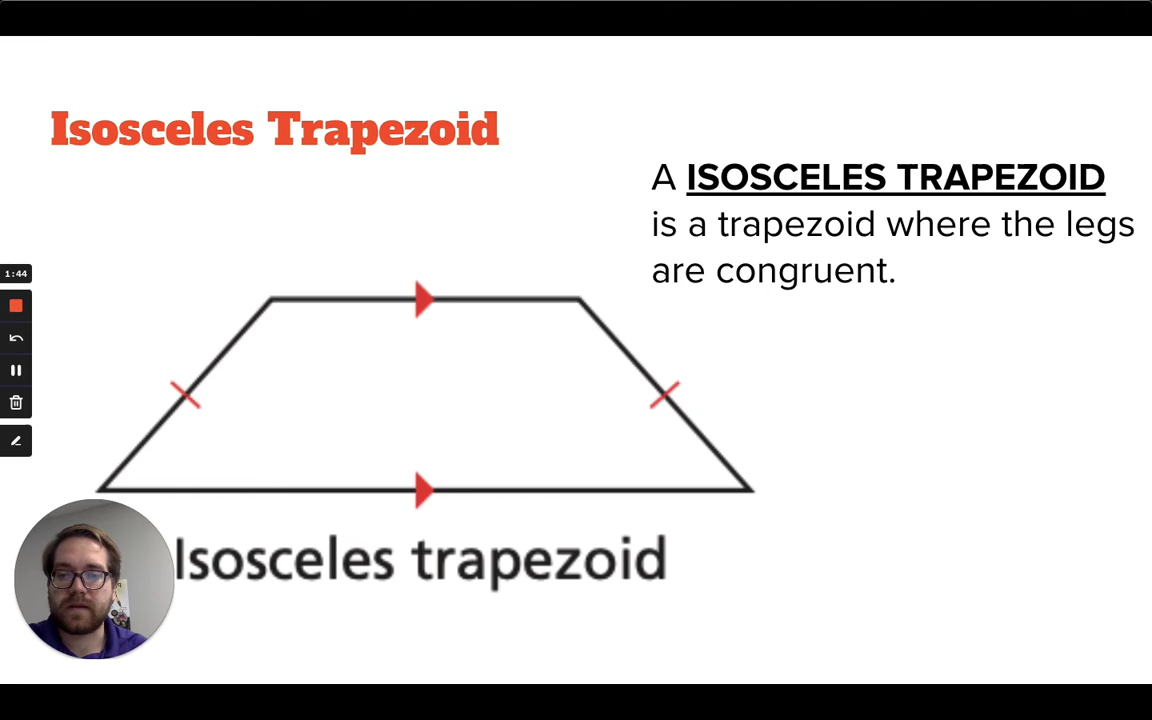 Isosceles Trapezoid
A ISOSCELES TRAPEZOID
is a trapezoid where the legs
are congruent.
1:44
Isosceles trapezoid